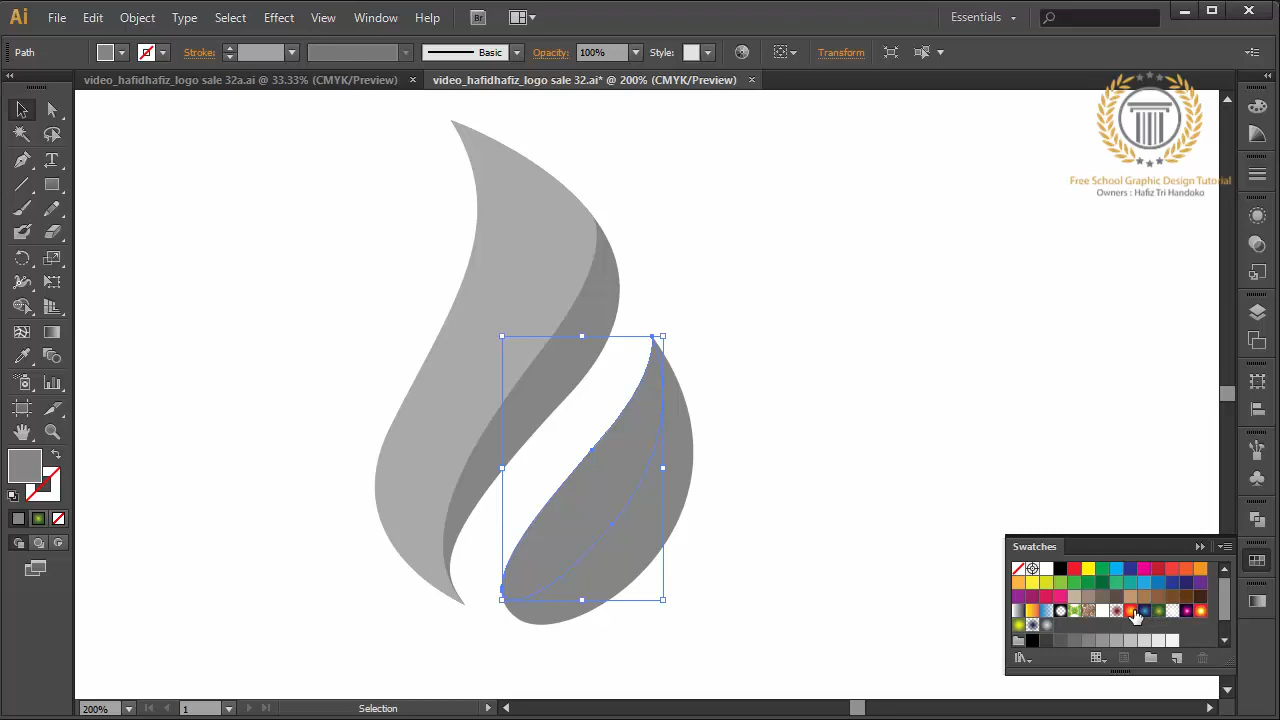 Ai File Edit Object Type Select Effect View Window Help Br Essentials
Path Stroke: Basic Opacity: 100% Style: Transform
video_hafidhafiz_logo sale 32a.ai @ 33.33% (CMYK/Preview) × video_hafidhafiz_logo sale 32.ai* @ 200% (CMYK/Preview) ×
Free School Graphic Design Tutorial
Owners : Hafiz Tri Handoko
Swatches
200% 1 Selection